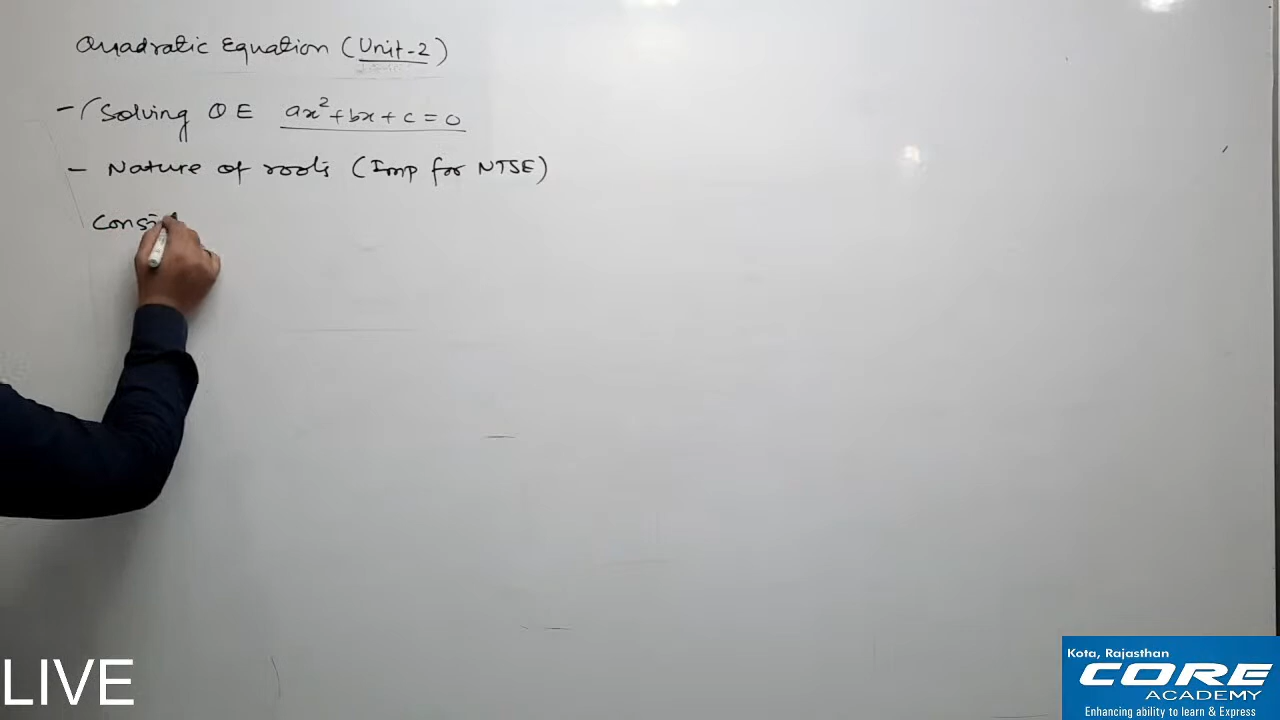 Quadratic Equation (Unit-2)
- (Solving QE ax²+bx+c=0
- Nature of roots (Imp for NTSE)
LIVE
Kota, Rajasthan
CORE
ACADEMY
Enhancing ability to learn & Express